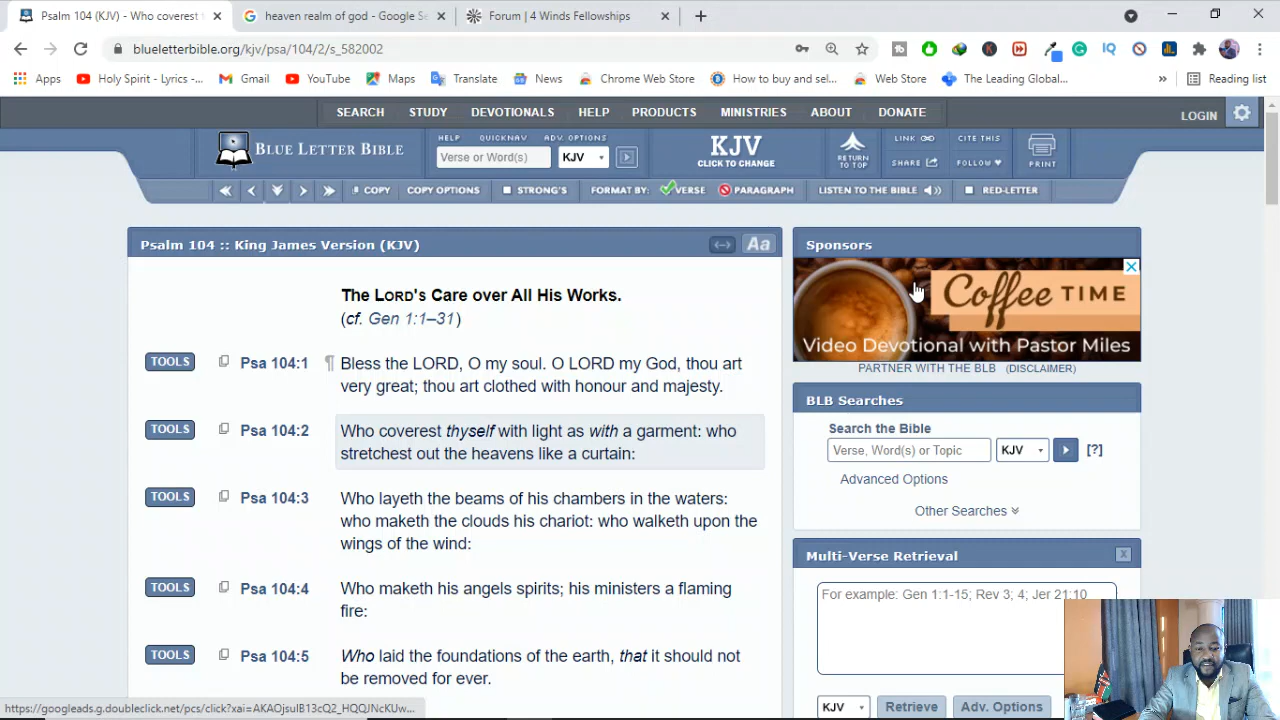 Psalm 104 (KJV) - Who coverest t
heaven realm of god - Google Se
Forum | 4 Winds Fellowships
blueletterbible.org/kjv/psa/104/2/s_582002
Apps
Holy Spirit - Lyrics -...
Gmail
YouTube
Maps
Translate
News
Chrome Web Store
How to buy and sel...
Web Store
The Leading Global...
Reading list
SEARCH
STUDY
DEVOTIONALS
HELP
PRODUCTS
MINISTRIES
ABOUT
DONATE
LOGIN
BLUE LETTER BIBLE
HELP
QUICKNAV
ADV. OPTIONS
Verse or Word(s)
KJV
KJV
CLICK TO CHANGE
RETURN
TO TOP
LINK
CITE THIS
SHARE
FOLLOW
PRINT
COPY
COPY OPTIONS
STRONG'S
FORMAT BY:
VERSE
PARAGRAPH
LISTEN TO THE BIBLE
RED-LETTER
Psalm 104 :: King James Version (KJV)
Aa
The LORD's Care over All His Works.
(cf. Gen 1:1–31)
TOOLS
Psa 104:1
¶ Bless the LORD, O my soul. O LORD my God, thou art
very great; thou art clothed with honour and majesty.
TOOLS
Psa 104:2
Who coverest thyself with light as with a garment: who
stretchest out the heavens like a curtain:
TOOLS
Psa 104:3
Who layeth the beams of his chambers in the waters:
who maketh the clouds his chariot: who walketh upon the
wings of the wind:
TOOLS
Psa 104:4
Who maketh his angels spirits; his ministers a flaming
fire:
TOOLS
Psa 104:5
Who laid the foundations of the earth, that it should not
be removed for ever.
Sponsors
Coffee TIME
Video Devotional with Pastor Miles
PARTNER WITH THE BLB (DISCLAIMER)
BLB Searches
Search the Bible
Verse, Word(s) or Topic
KJV
[?]
Advanced Options
Other Searches
Multi-Verse Retrieval
For example: Gen 1:1-15; Rev 3; 4; Jer 21:10
KJV
Retrieve
Adv. Options
https://googleads.g.doubleclick.net/pcs/click?xai=AKAOjsulB13cQ2_HQQJNcKUw...